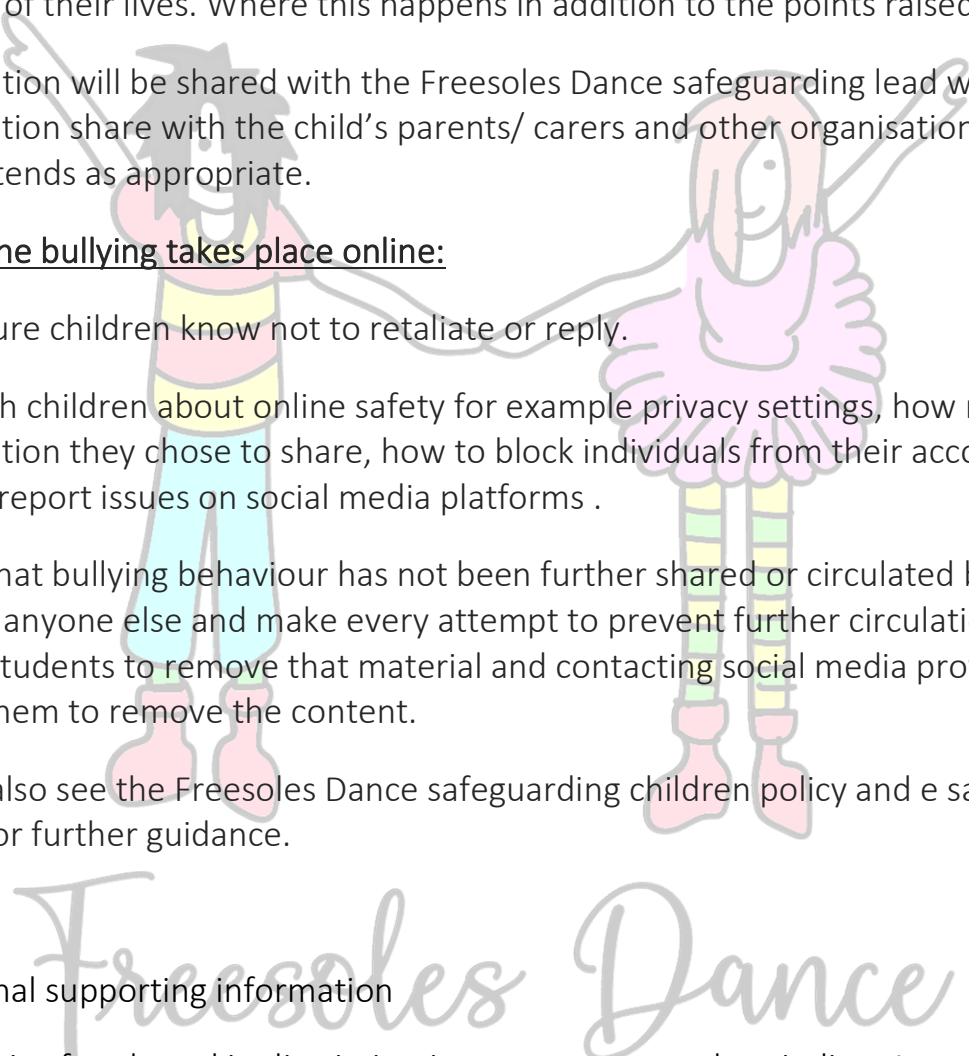 of their lives. Where this happens in addition to the points raised
tion will be shared with the Freesoles Dance safeguarding lead w
tion share with the child's parents/ carers and other organisation
tends as appropriate.
he bullying takes place online:
ure children know not to retaliate or reply.
h children about online safety for example privacy settings, how
tion they chose to share, how to block individuals from their acco
report issues on social media platforms .
hat bullying behaviour has not been further shared or circulated b
anyone else and make every attempt to prevent further circulati
tudents to remove that material and contacting social media pro
hem to remove the content.
also see the Freesoles Dance safeguarding children policy and e sa
or further guidance.
Freesoles Dance
nal supporting information